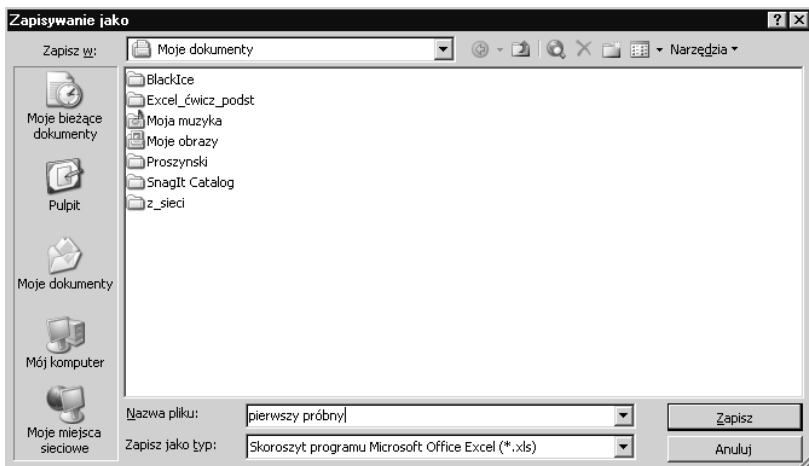 Zapisywanie jako
Zapisz w:
Moje dokumenty
Narzędzia
Moje bieżące
dokumenty
Pulpit
Moje dokumenty
Mój komputer
Moje miejsca
sieciowe
BlackIce
Excel_ćwicz_podst
Moja muzyka
Moje obrazy
Proszynski
SnagIt Catalog
z_sieci
Nazwa pliku:
pierwszy próbny
Zapisz
Zapisz jako typ:
Skoroszyt programu Microsoft Office Excel (*.xls)
Anuluj